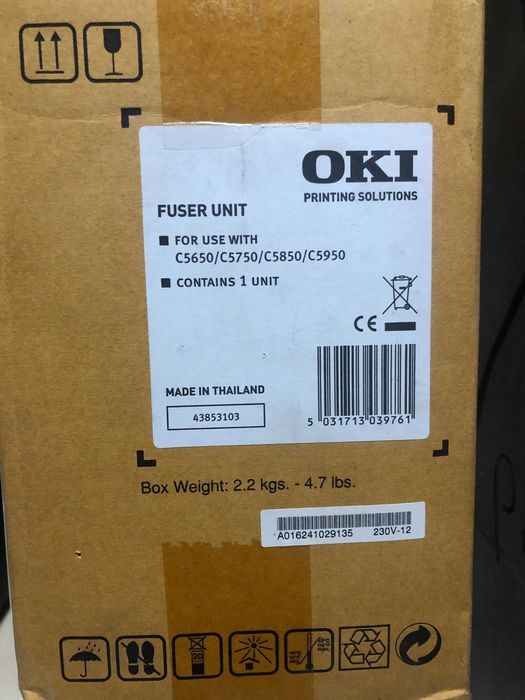 OKI
PRINTING SOLUTIONS
FUSER UNIT
■ FOR USE WITH
C5650/C5750/C5850/C5950
■ CONTAINS 1 UNIT
CE
MADE IN THAILAND
43853103
5 031713 039761
Box Weight: 2.2 kgs. - 4.7 lbs.
A016241029135 230V-12
20